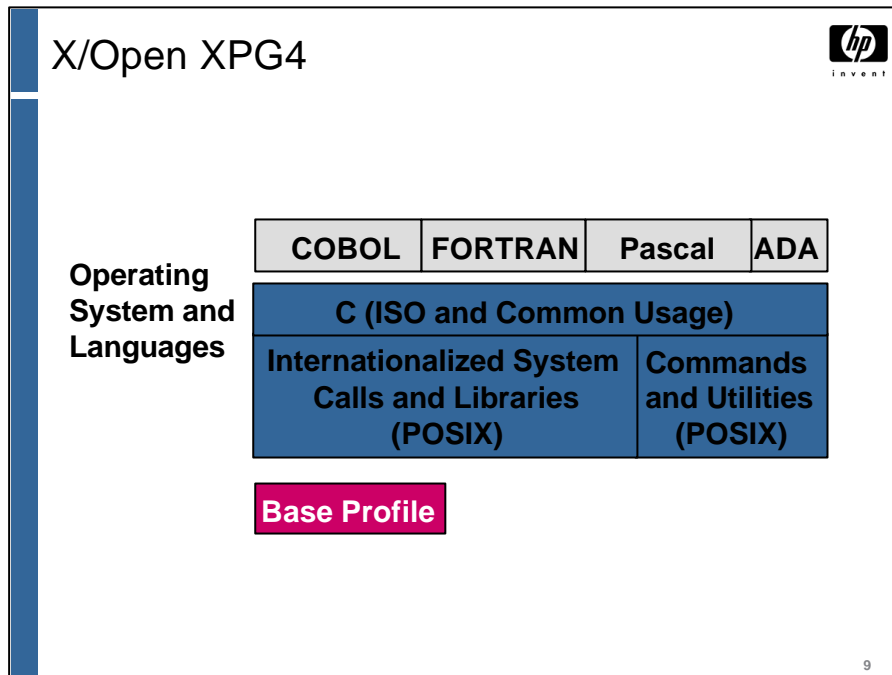 X/Open XPG4
hp
invent
COBOL FORTRAN Pascal ADA
Operating
System and
Languages
C (ISO and Common Usage)
Internationalized System
Calls and Libraries
(POSIX)
Commands
and Utilities
(POSIX)
Base Profile
9